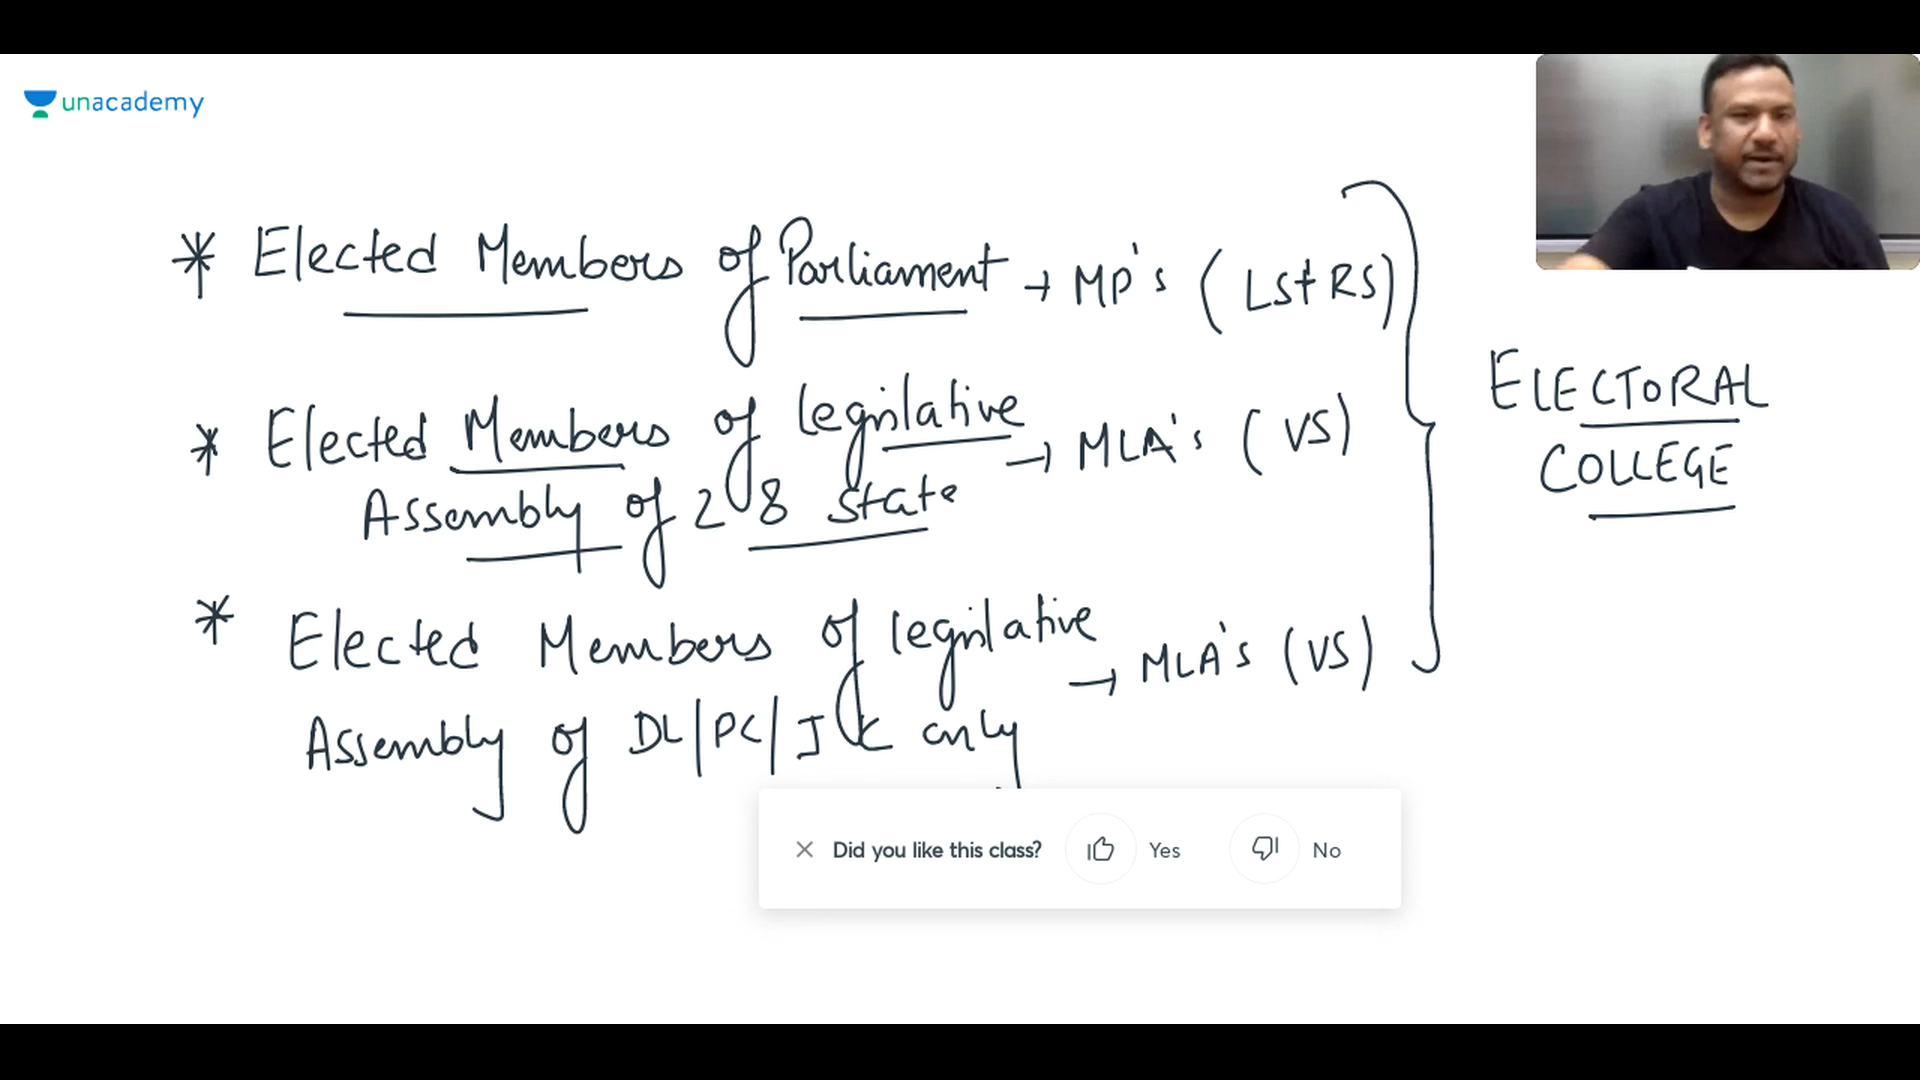 unacademy
* Elected Members of Parliament → MP's (LS+RS)
* Elected Members of legislative
Assembly of 28 state → MLA's (VS)
* Elected Members of legislative
Assembly of DL/PC/JK only → MLA's (VS)
ELECTORAL
COLLEGE
Did you like this class? Yes No